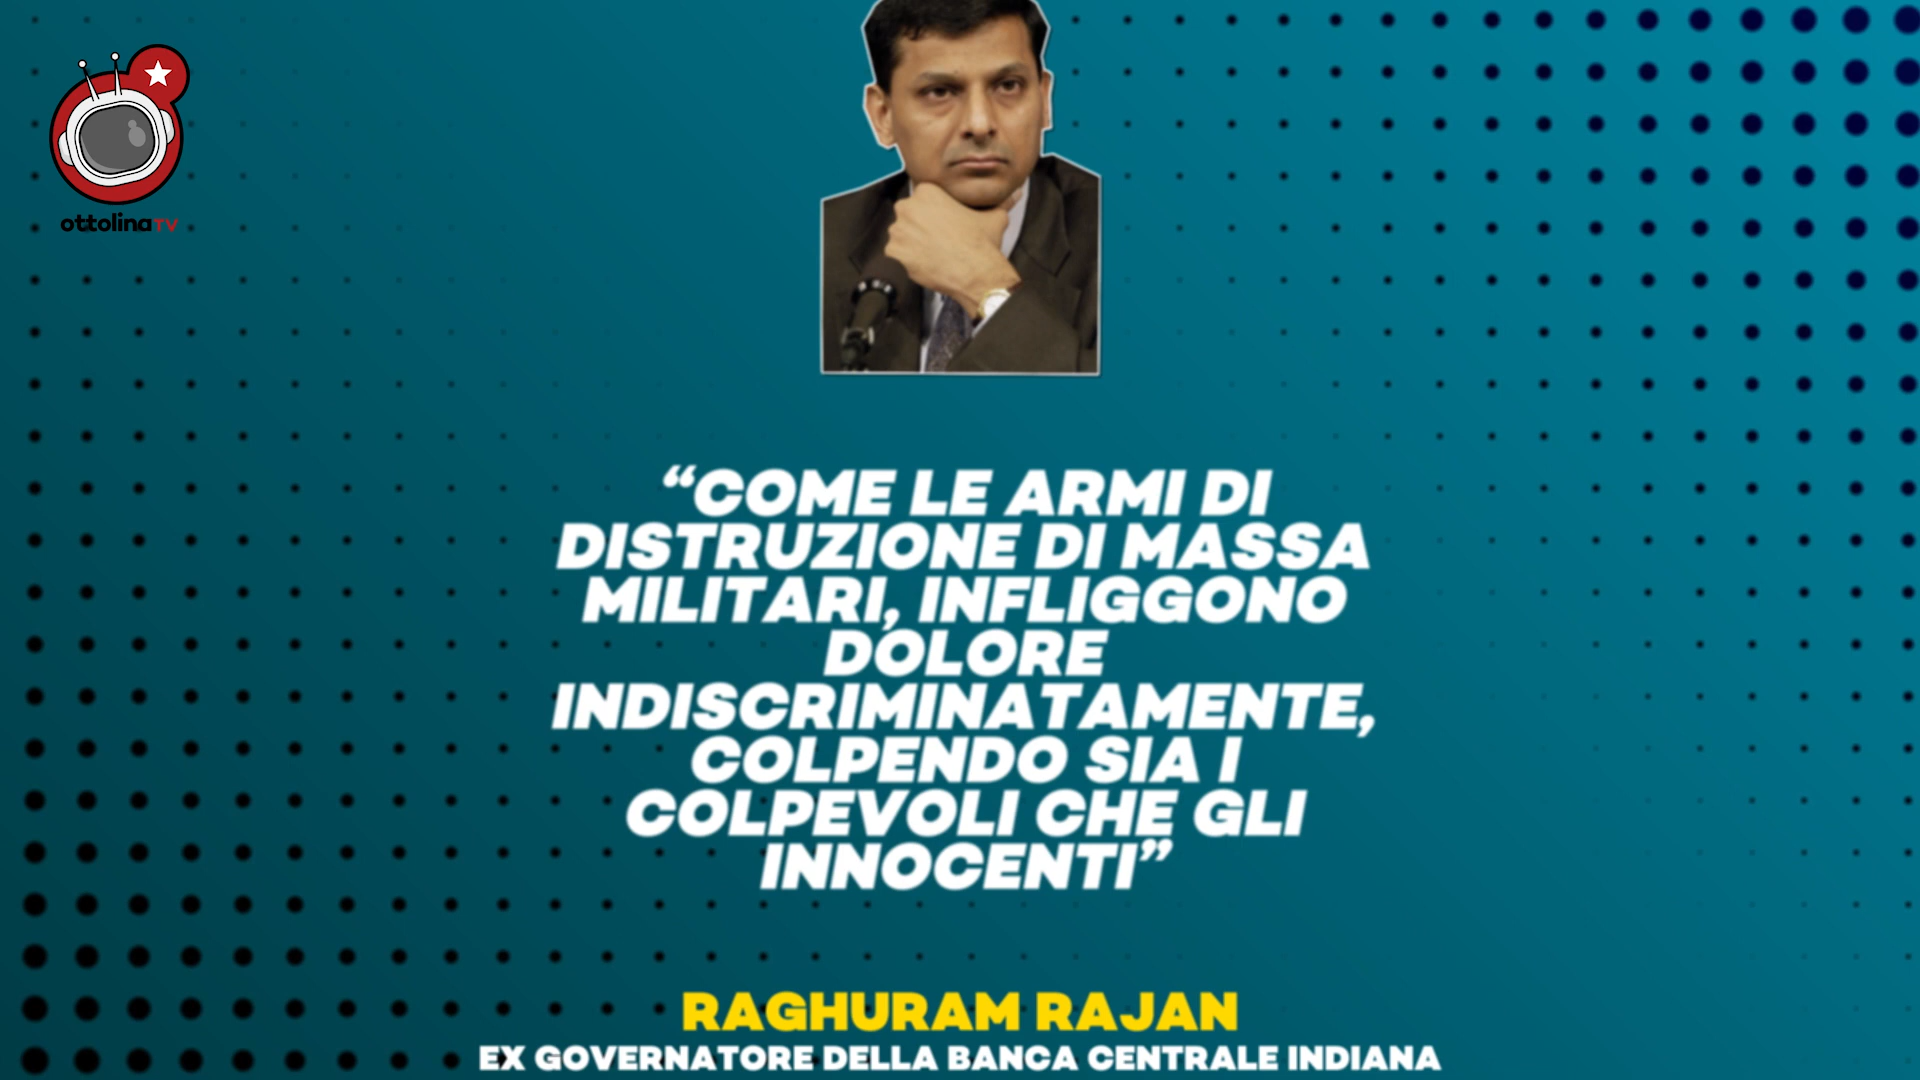 ottolinaTV
“COME LE ARMI DI
DISTRUZIONE DI MASSA
MILITARI, INFLIGGONO
DOLORE
INDISCRIMINATAMENTE,
COLPENDO SIA I
COLPEVOLI CHE GLI
INNOCENTI”
RAGHURAM RAJAN
EX GOVERNATORE DELLA BANCA CENTRALE INDIANA